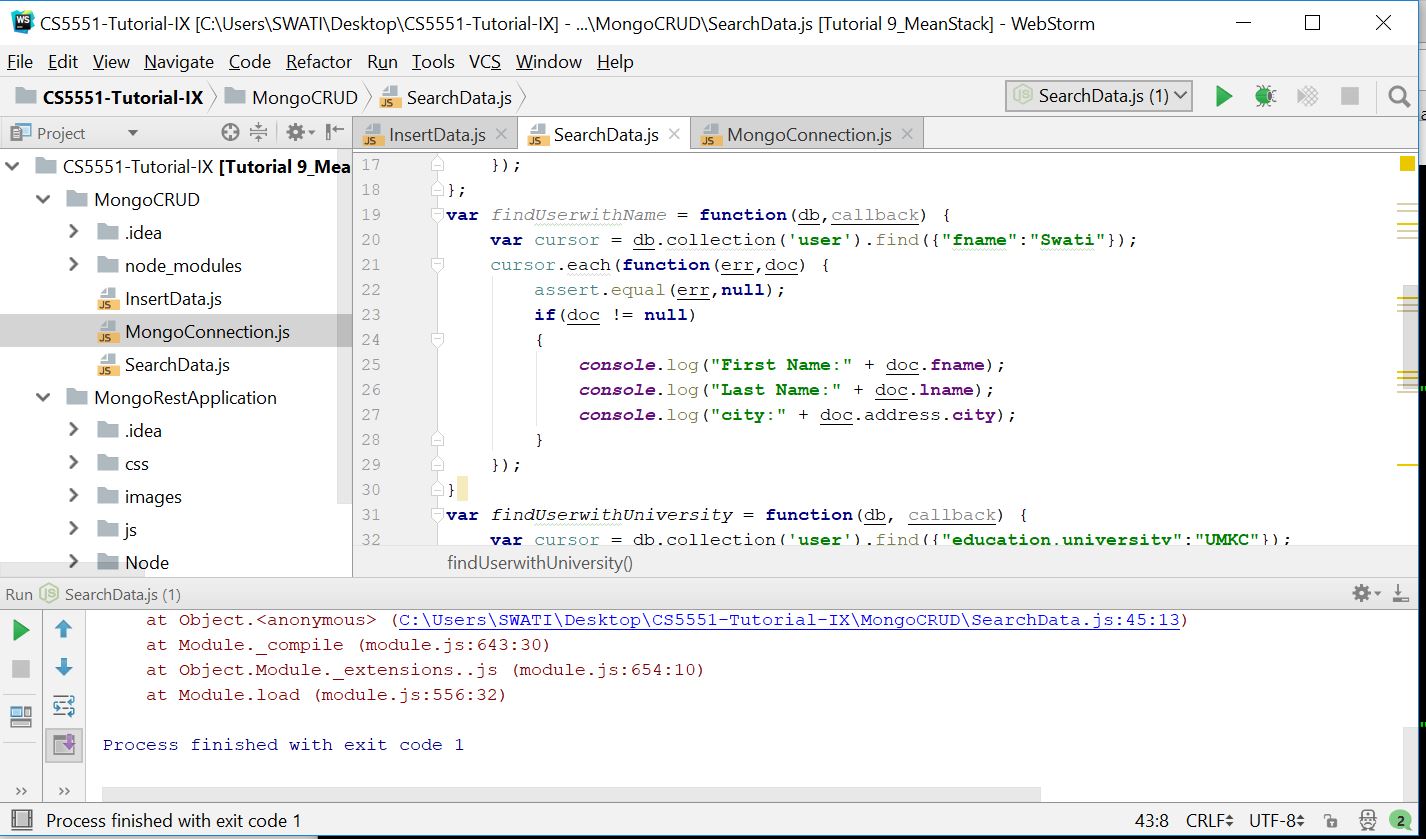 WS CS5551-Tutorial-IX [C:\Users\SWATI\Desktop\CS5551-Tutorial-IX] - ...\MongoCRUD\SearchData.js [Tutorial 9_MeanStack] - WebStorm
File Edit View Navigate Code Refactor Run Tools VCS Window Help
CS5551-Tutorial-IX MongoCRUD SearchData.js SearchData.js (1)
Project InsertData.js SearchData.js MongoConnection.js
CS5551-Tutorial-IX [Tutorial 9_Mea
MongoCRUD
.idea
node_modules
InsertData.js
MongoConnection.js
SearchData.js
MongoRestApplication
.idea
css
images
js
Node
17 });
18 };
19 var findUserwithName = function(db,callback) {
20 var cursor = db.collection('user').find({"fname":"Swati"});
21 cursor.each(function(err,doc) {
22 assert.equal(err,null);
23 if(doc != null)
24 {
25 console.log("First Name:" + doc.fname);
26 console.log("Last Name:" + doc.lname);
27 console.log("city:" + doc.address.city);
28 }
29 });
30 }
31 var findUserwithUniversity = function(db, callback) {
32 var cursor = db.collection('user').find({"education.university":"UMKC"});
findUserwithUniversity()
Run SearchData.js (1)
at Object.<anonymous> (C:\Users\SWATI\Desktop\CS5551-Tutorial-IX\MongoCRUD\SearchData.js:45:13)
at Module._compile (module.js:643:30)
at Object.Module._extensions..js (module.js:654:10)
at Module.load (module.js:556:32)
Process finished with exit code 1
Process finished with exit code 1 43:8 CRLF UTF-8 2